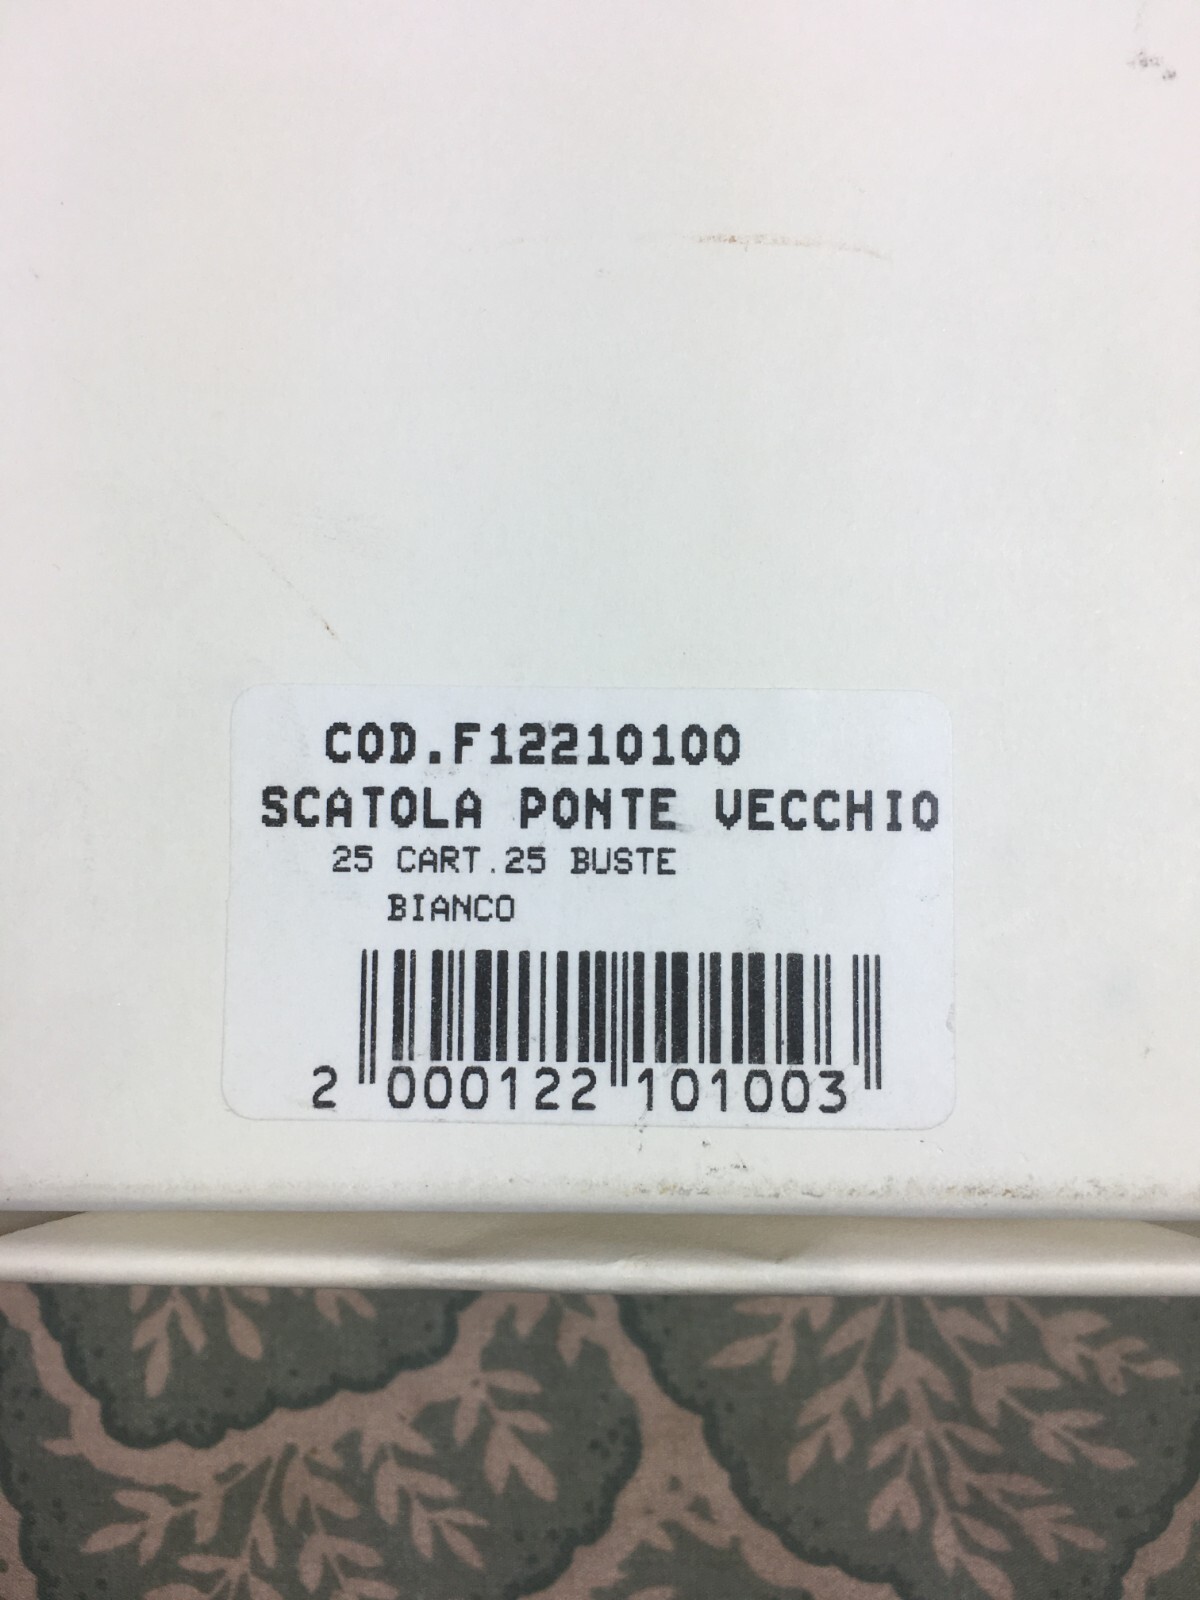 COD.F12210100
SCATOLA PONTE VECCHIO
25 CART.25 BUSTE
BIANCO
2 000122 101003